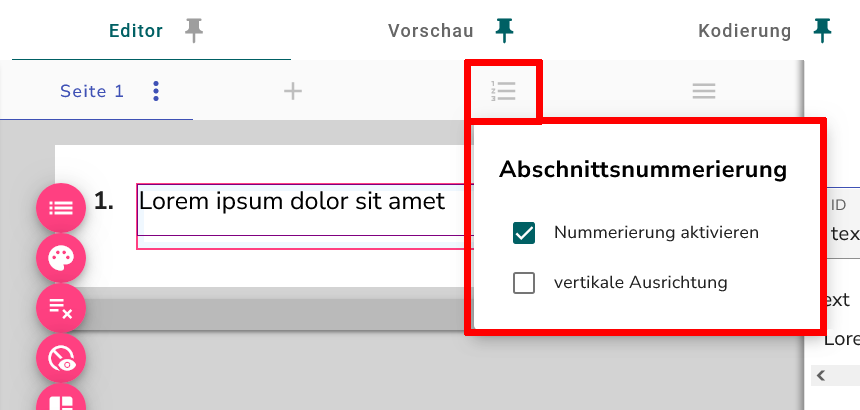 Editor Vorschau Kodierung
Seite 1
Abschnittsnummerierung
1. Lorem ipsum dolor sit amet
Nummerierung aktivieren
vertikale Ausrichtung
ID
tex
ext
Lore